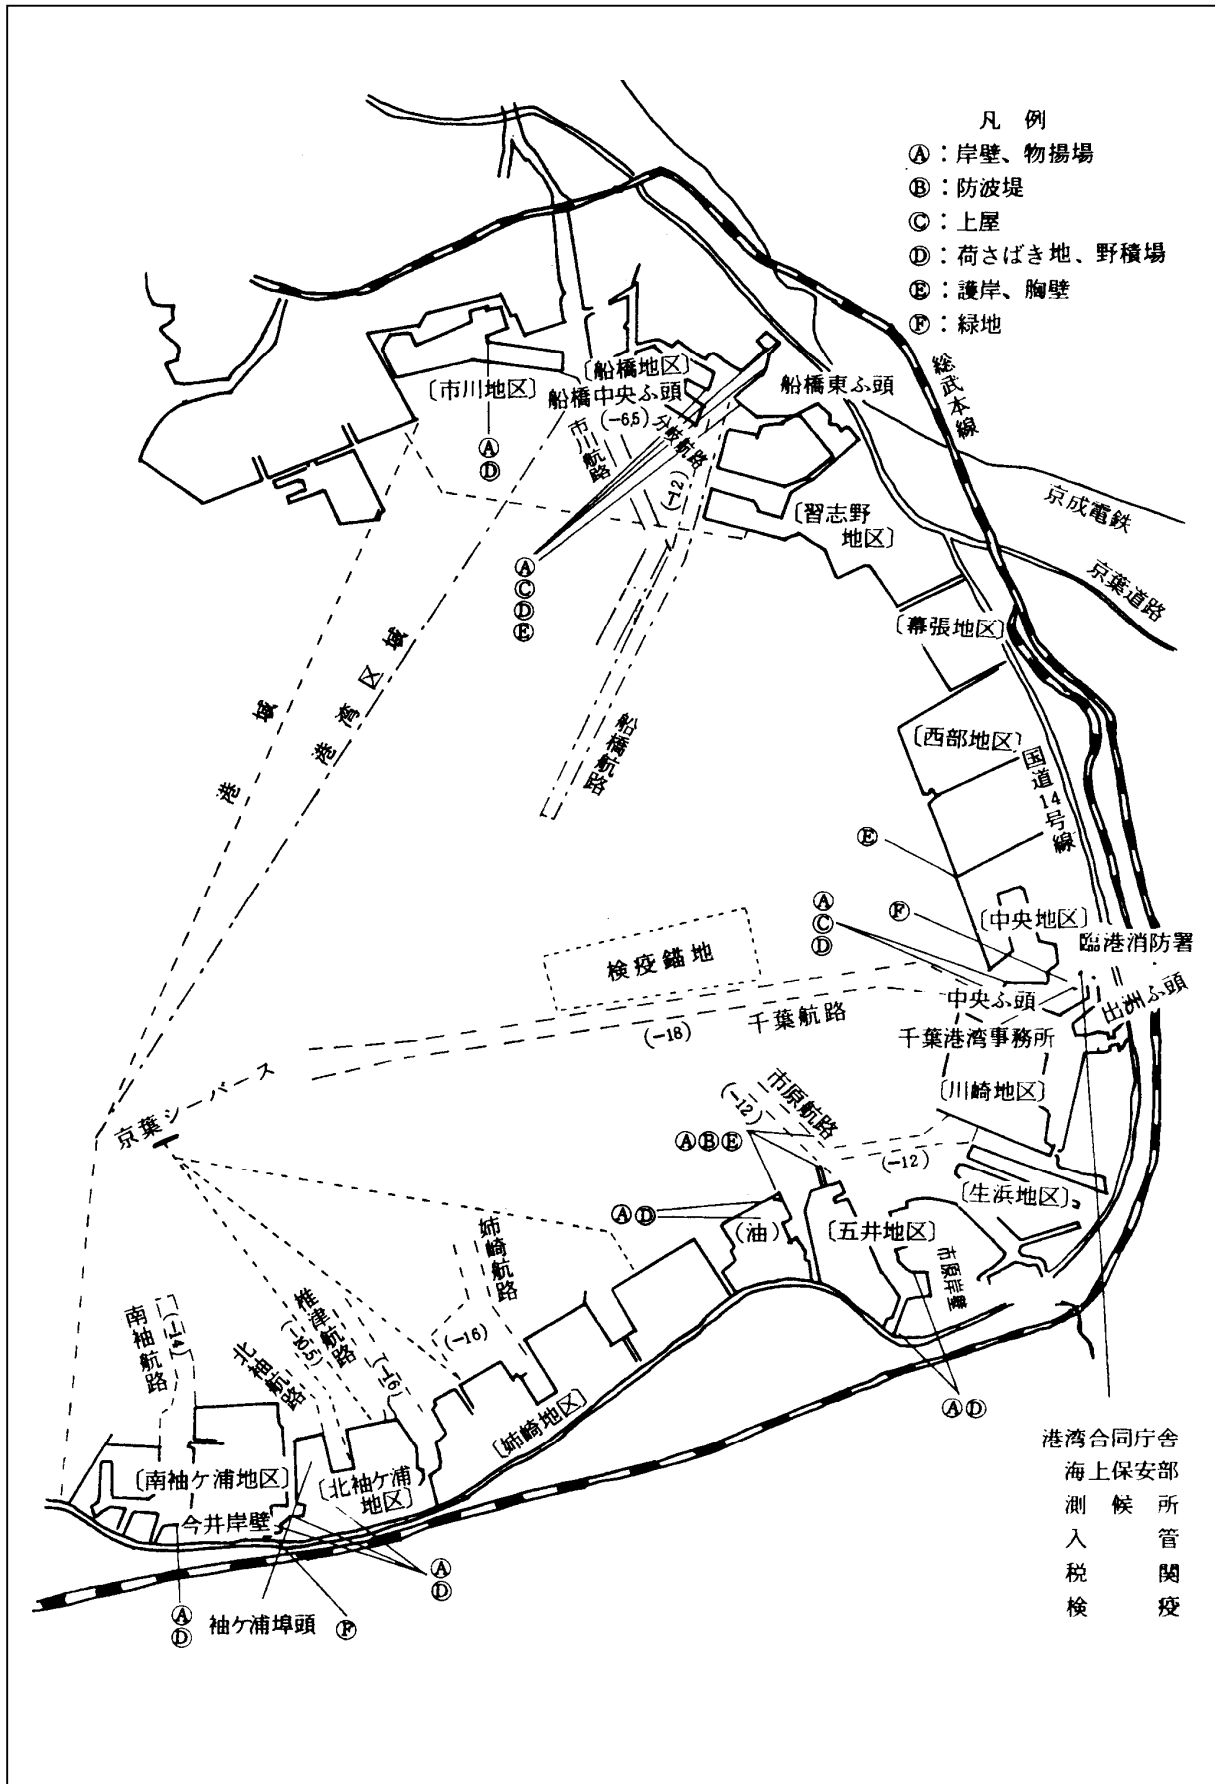 凡 例
Ⓐ：岸壁、物揚場
Ⓑ：防波堤
Ⓒ：上屋
Ⓓ：荷さばき地、野積場
Ⓔ：護岸、胸壁
Ⓕ：緑地
総武本線
〔船橋地区〕
〔市川地区〕
船橋中央ふ頭
船橋東ふ頭
市川航路
(-6.5)
分岐航路
(-12)
Ⓐ
Ⓓ
〔習志野
地区〕
京成電鉄
京葉道路
Ⓐ
Ⓒ
Ⓓ
Ⓔ
〔幕張地区〕
港域
港湾区域
船橋航路
〔西部地区〕
国道14号線
Ⓔ
Ⓐ
Ⓒ
Ⓓ
Ⓕ
〔中央地区〕
臨港消防署
検疫錨地
中央ふ頭
出洲ふ頭
千葉航路
(-18)
千葉港湾事務所
京葉シーバース
市原航路
(-12)
〔川崎地区〕
ⒶⒷⒺ
(-12)
〔生浜地区〕
ⒶⒹ
(油)
〔五井地区〕
市原岸壁
姉崎航路
椎津航路
(-16)
南袖航路
(-14)
北袖航路
(-10.5)
(-16)
〔姉崎地区〕
ⒶⒹ
〔南袖ケ浦地区〕
〔北袖ケ浦
地区〕
今井岸壁
Ⓐ
Ⓓ
Ⓐ
Ⓓ
袖ケ浦埠頭
Ⓕ
港湾合同庁舎
海上保安部
測候所
入管
税関
検疫